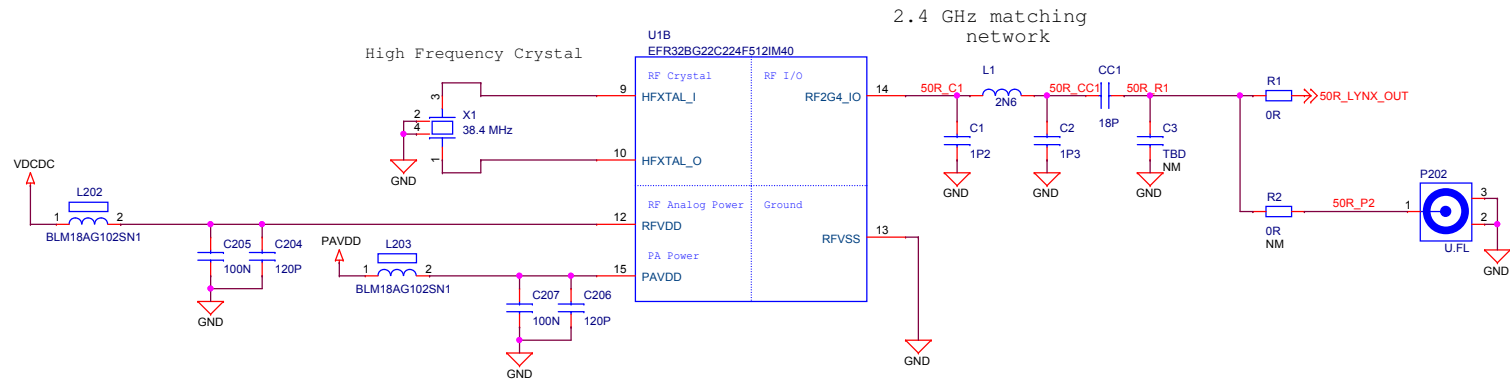 2.4 GHz matching
network
High Frequency Crystal
U1B
EFR32BG22C224F512IM40
RF Crystal
RF I/O
9
HFXTAL_I
RF2G4_IO
14
50R_C1
L1
2N6
50R_CC1
CC1
18P
50R_R1
R1
0R
50R_LYNX_OUT
3
2
4
1
X1
38.4 MHz
GND
10
HFXTAL_O
C1
1P2
GND
C2
1P3
GND
C3
TBD
NM
GND
VDCDC
L202
1
2
BLM18AG102SN1
C205
100N
C204
120P
GND
RF Analog Power
12
RFVDD
Ground
RFVSS
13
GND
PAVDD
L203
1
2
BLM18AG102SN1
PA Power
15
PAVDD
C207
100N
C206
120P
GND
R2
0R
NM
50R_P2
P202
1
3
2
U.FL
GND